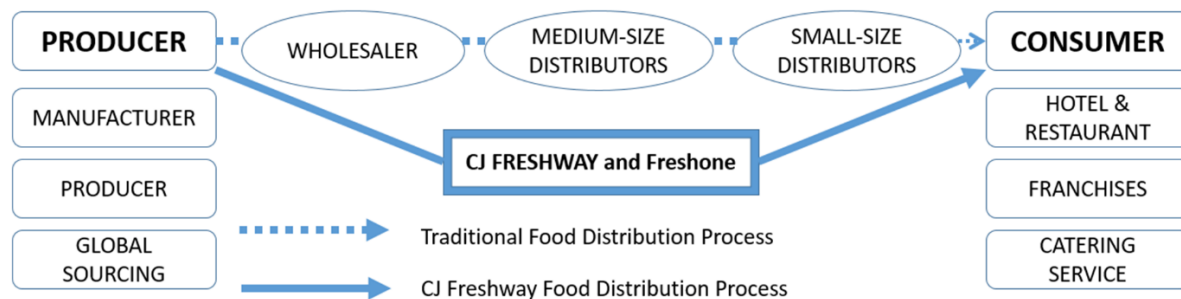 PRODUCER
WHOLESALER
MEDIUM-SIZE
DISTRIBUTORS
SMALL-SIZE
DISTRIBUTORS
CONSUMER
MANUFACTURER
HOTEL &
RESTAURANT
CJ FRESHWAY and Freshone
PRODUCER
FRANCHISES
GLOBAL
SOURCING
Traditional Food Distribution Process
CATERING
SERVICE
CJ Freshway Food Distribution Process